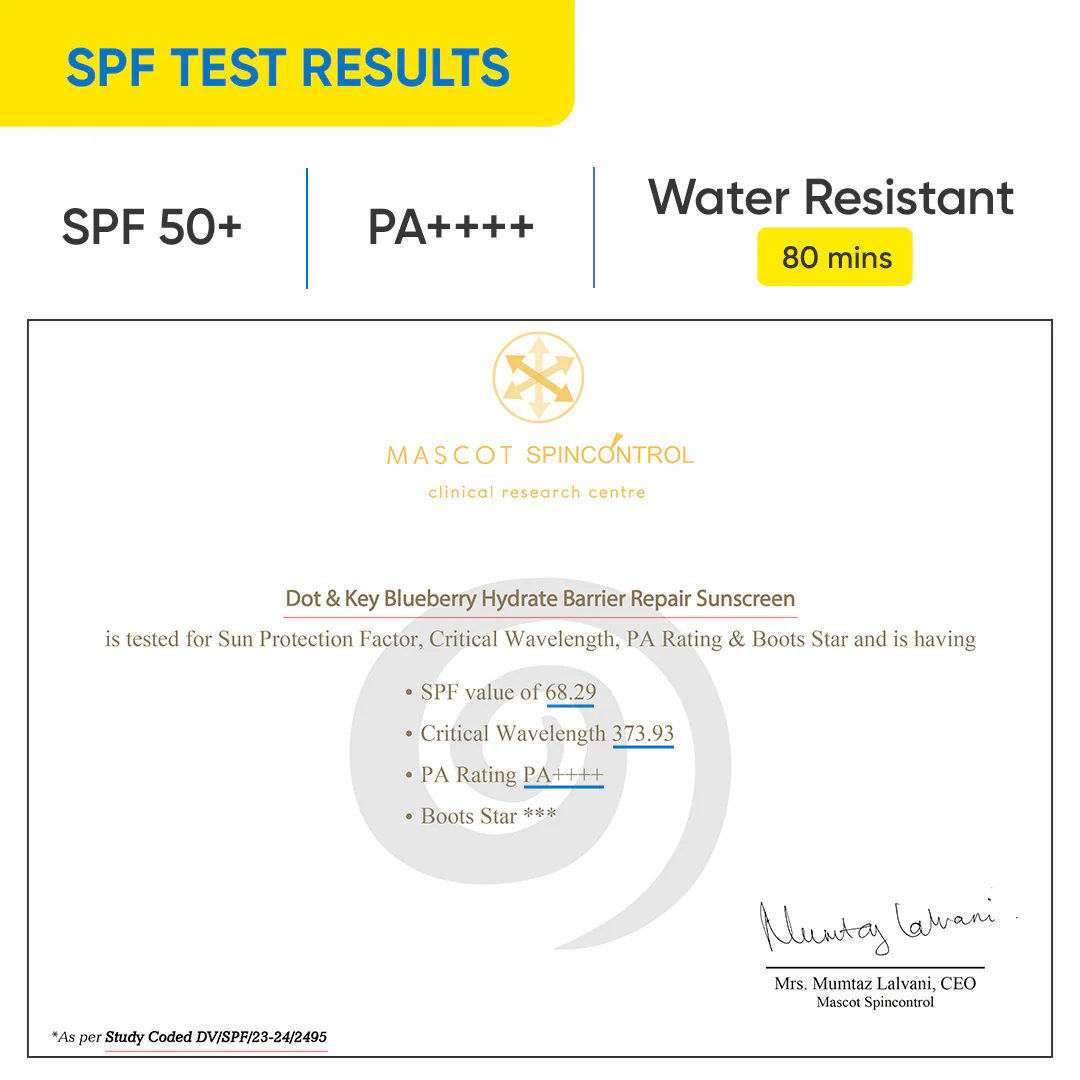 SPF TEST RESULTS
SPF 50+
PA++++
Water Resistant
80 mins
MASCOT SPINCONTROL
clinical research centre
Dot & Key Blueberry Hydrate Barrier Repair Sunscreen
is tested for Sun Protection Factor, Critical Wavelength, PA Rating & Boots Star and is having
• SPF value of 68.29
• Critical Wavelength 373.93
• PA Rating PA++++
• Boots Star ***
Mumtaz Lalvani
Mrs. Mumtaz Lalvani, CEO
Mascot Spincontrol
*As per Study Coded DV/SPF/23-24/2495